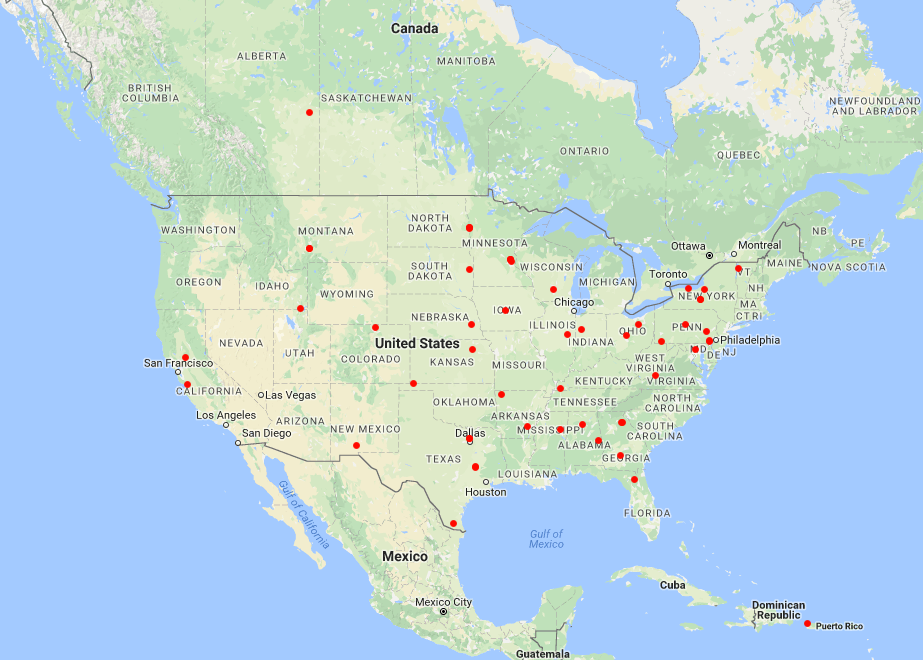 Canada
ALBERTA
MANITOBA
BRITISH
COLUMBIA
SASKATCHEWAN
NEWFOUNDLAND
AND LABRADOR
ONTARIO
QUEBEC
WASHINGTON
MONTANA
NORTH
DAKOTA
MINNESOTA
Ottawa
Montreal
NB
PE
NOVA SCOTIA
MAINE
Toronto
VT
NH
OREGON
IDAHO
WYOMING
SOUTH
DAKOTA
WISCONSIN
MICHIGAN
NEW YORK
MA
CT
RI
Chicago
NEBRASKA
IOWA
ILLINOIS
INDIANA
OHIO
PENN
Philadelphia
MD
DE
NJ
NEVADA
UTAH
COLORADO
United States
KANSAS
MISSOURI
WEST
VIRGINIA
VIRGINIA
KENTUCKY
San Francisco
CALIFORNIA
Las Vegas
OKLAHOMA
ARKANSAS
TENNESSEE
NORTH
CAROLINA
Los Angeles
San Diego
ARIZONA
NEW MEXICO
Dallas
MISSISSIPPI
SOUTH
CAROLINA
ALABAMA
GEORGIA
TEXAS
LOUISIANA
Houston
FLORIDA
Gulf of California
Gulf of
Mexico
Mexico
Mexico City
Cuba
Dominican
Republic
Puerto Rico
Guatemala